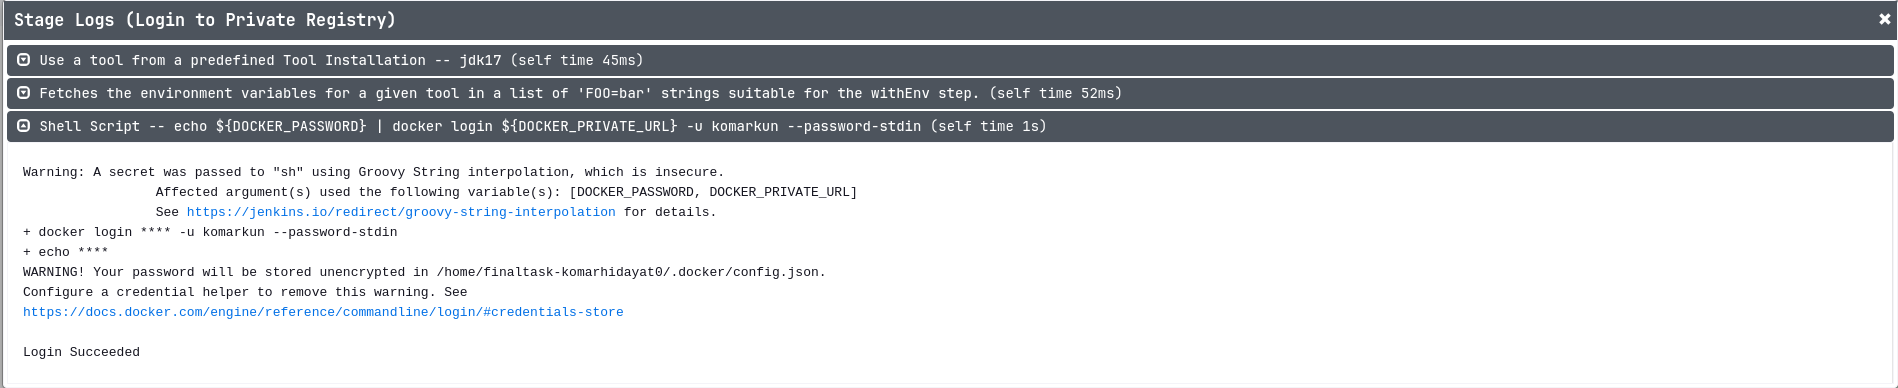 Stage Logs (Login to Private Registry)
Use a tool from a predefined Tool Installation -- jdk17 (self time 45ms)
Fetches the environment variables for a given tool in a list of 'FOO=bar' strings suitable for the withEnv step. (self time 52ms)
Shell Script -- echo ${DOCKER_PASSWORD} | docker login ${DOCKER_PRIVATE_URL} -u komarkun --password-stdin (self time 1s)
Warning: A secret was passed to "sh" using Groovy String interpolation, which is insecure.
Affected argument(s) used the following variable(s): [DOCKER_PASSWORD, DOCKER_PRIVATE_URL]
See https://jenkins.io/redirect/groovy-string-interpolation for details.
+ docker login **** -u komarkun --password-stdin
+ echo ****
WARNING! Your password will be stored unencrypted in /home/finaltask-komarhidayat0/.docker/config.json.
Configure a credential helper to remove this warning. See
https://docs.docker.com/engine/reference/commandline/login/#credentials-store
Login Succeeded